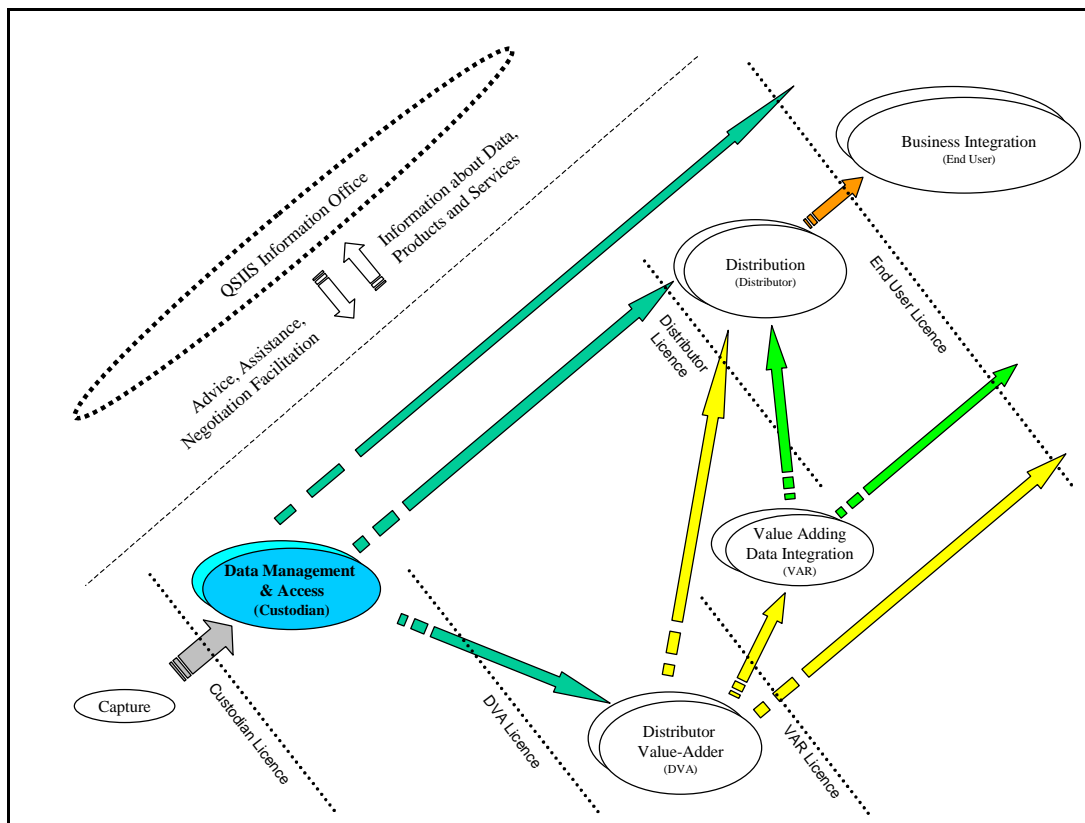 QSIIS Information Office
Information about Data,
Products and Services
Advice, Assistance,
Negotiation Facilitation
Business Integration
(End User)
Distribution
(Distributor)
End User Licence
Distributor
Licence
Value Adding
Data Integration
(VAR)
Data Management
& Access
(Custodian)
Capture
Custodian Licence
DVA Licence
Distributor
Value-Adder
(DVA)
VAR Licence